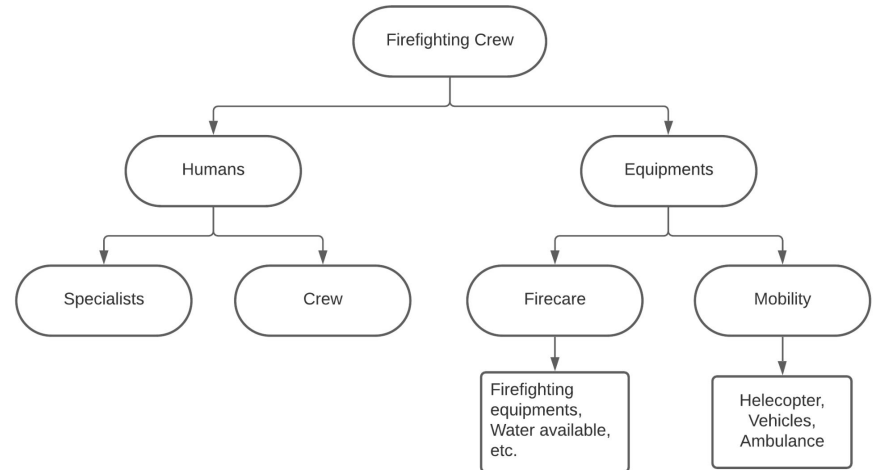 Firefighting Crew
Humans
Equipments
Specialists
Crew
Firecare
Mobility
Firefighting
equipments,
Water available,
etc.
Helecopter,
Vehicles,
Ambulance